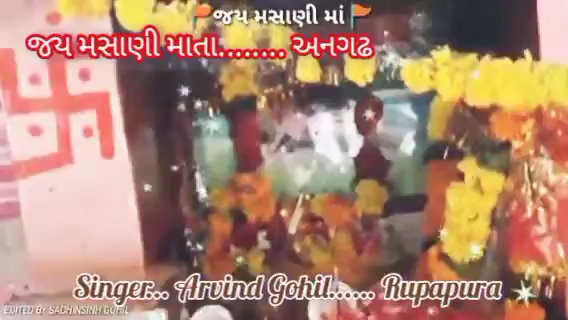 🚩જય મસાણી માં🚩
જય મસાણી માતા........ અનગઢ
Singer... Arvind Gohil...... Rupapura
EDITED BY SACHINSINH GOHIL